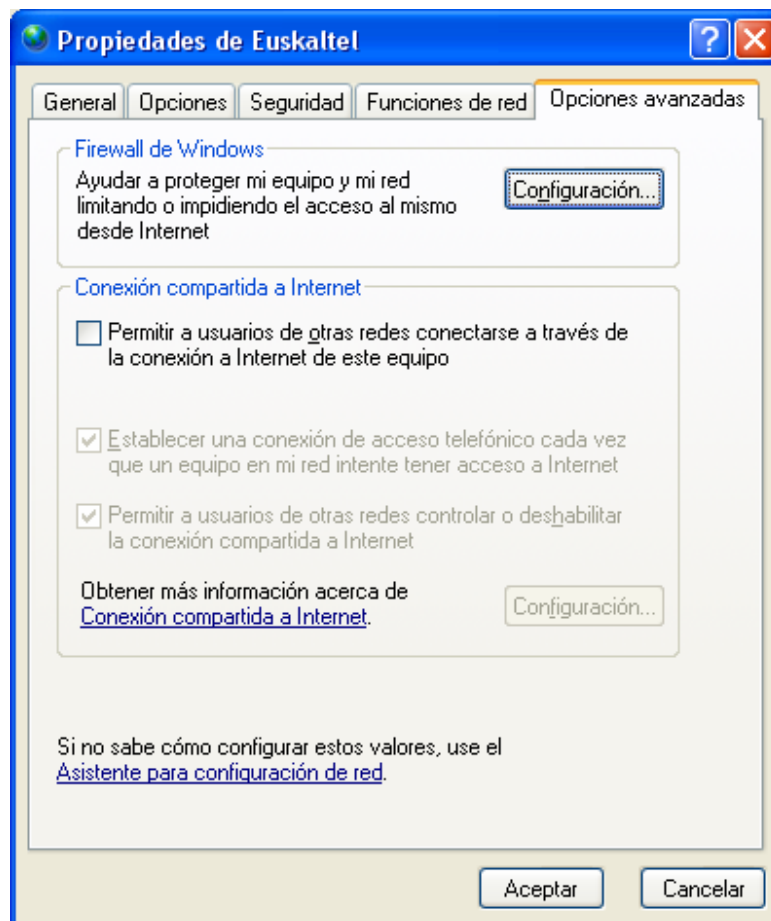 Propiedades de Euskaltel
General Opciones Seguridad Funciones de red Opciones avanzadas
Firewall de Windows
Ayudar a proteger mi equipo y mi red
limitando o impidiendo el acceso al mismo
desde Internet
Configuración...
Conexión compartida a Internet
Permitir a usuarios de otras redes conectarse a través de
la conexión a Internet de este equipo
Establecer una conexión de acceso telefónico cada vez
que un equipo en mi red intente tener acceso a Internet
Permitir a usuarios de otras redes controlar o deshabilitar
la conexión compartida a Internet
Obtener más información acerca de
Conexión compartida a Internet.
Configuración...
Si no sabe cómo configurar estos valores, use el
Asistente para configuración de red.
Aceptar Cancelar